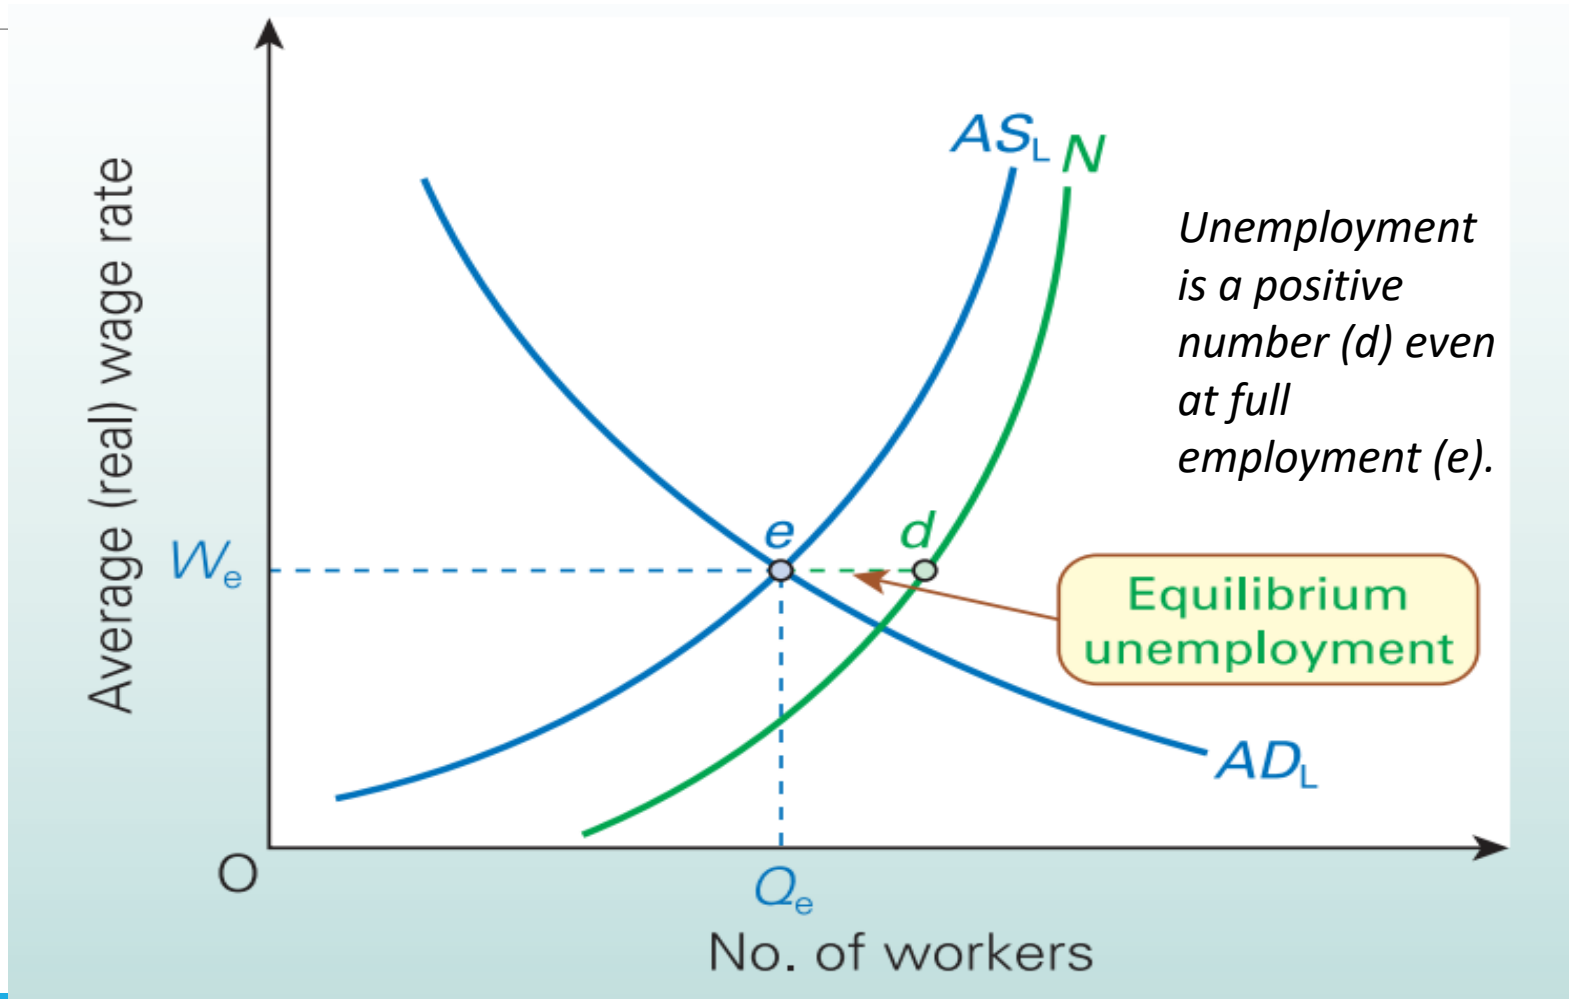 Average (real) wage rate
AS_L
N
Unemployment
is a positive
number (d) even
at full
employment (e).
e
d
W_e
Equilibrium
unemployment
AD_L
O
Q_e
No. of workers